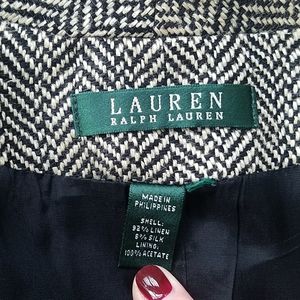 LAUREN
RALPH LAUREN
MADE IN
PHILIPPINES
SHELL:
92% LINEN
8% SILK
LINING:
100% ACETATE